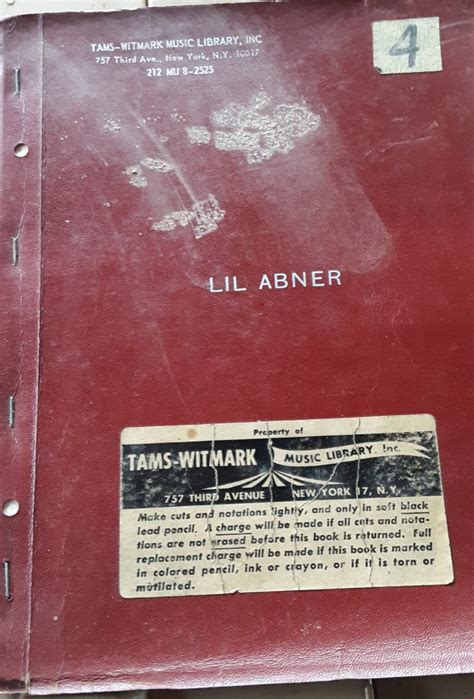 TAMS-WITMARK MUSIC LIBRARY, INC
757 Third Ave., New York, N.Y. 10017
212 MU 8-2525
4
LIL ABNER
Property of
TAMS-WITMARK MUSIC LIBRARY, Inc.
757 THIRD AVENUE NEW YORK 17, N.Y.
Make cuts and notations lightly, and only in soft black
lead pencil. A charge will be made if all cuts and nota-
tions are not erased before this book is returned. Full
replacement charge will be made if this book is marked
in colored pencil, ink or crayon, or if it is torn or
mutilated.